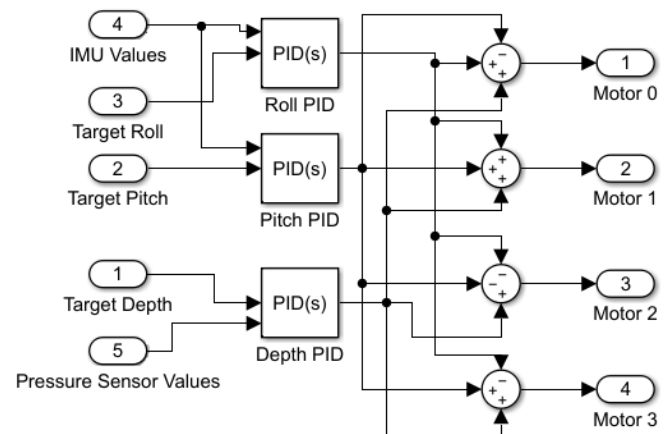 4
IMU Values
PID(s)
Roll PID
3
Target Roll
2
Target Pitch
PID(s)
Pitch PID
1
Target Depth
PID(s)
Depth PID
5
Pressure Sensor Values
−
+
+
1
Motor 0
+
+
+
2
Motor 1
−
−
+
3
Motor 2
−
+
+
4
Motor 3